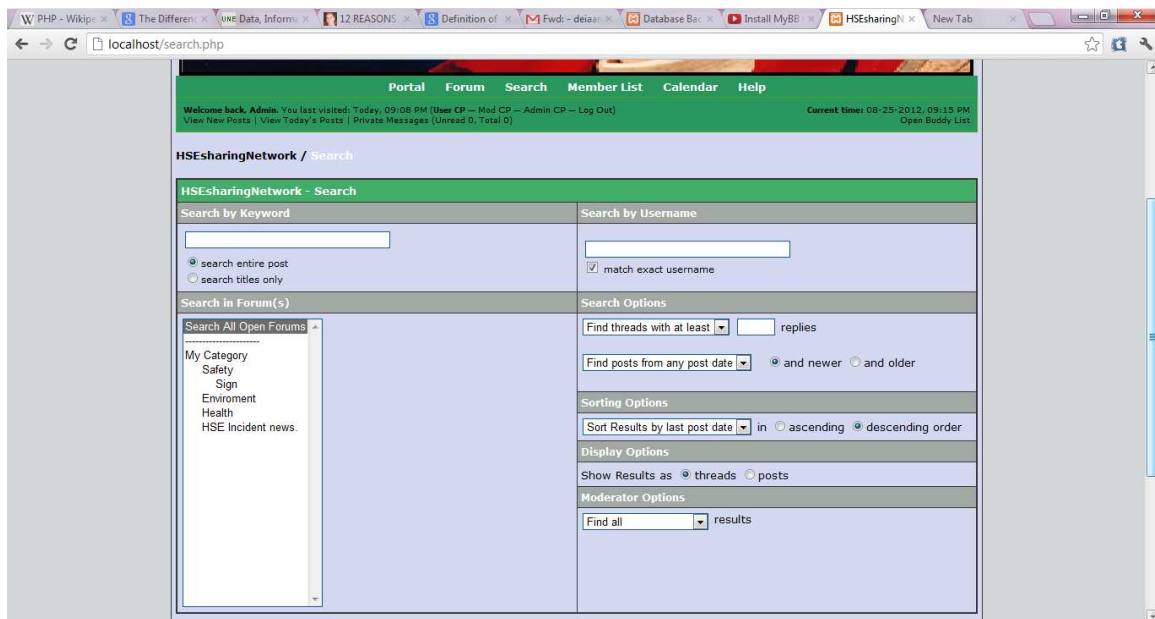 PHP - Wikipe
The Differenc
UNE Data, Inform
12 REASONS
Definition of
Fwd: - deiaar
Database Bac
Install MyBB
HSEsharingN
New Tab
localhost/search.php
Portal Forum Search Member List Calendar Help
Welcome back, Admin. You last visited: Today, 09:08 PM (User CP — Mod CP — Admin CP — Log Out)
Current time: 08-25-2012, 09:15 PM
View New Posts | View Today's Posts | Private Messages (Unread 0, Total 0)
Open Buddy List
HSEsharingNetwork / Search
HSEsharingNetwork - Search
Search by Keyword
search entire post
search titles only
Search by Username
match exact username
Search in Forum(s)
Search All Open Forums
----------------------
My Category
Safety
Sign
Enviroment
Health
HSE Incident news.
Search Options
Find threads with at least replies
Find posts from any post date and newer and older
Sorting Options
Sort Results by last post date in ascending descending order
Display Options
Show Results as threads posts
Moderator Options
Find all results